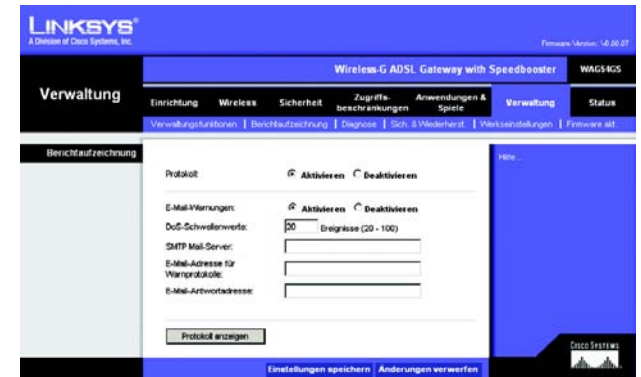 LINKSYS®
A Division of Cisco Systems, Inc.
Firmware-Version: V.0.00.07
Wireless-G ADSL Gateway with Speedbooster WAG54GS
Verwaltung
Einrichtung Wireless Sicherheit Zugriffs-beschränkungen Anwendungen & Spiele Verwaltung Status
Verwaltungsfunktionen | Berichtaufzeichnung | Diagnose | Sich. & Wiederherst. | Werkseinstellungen | Firmware akt.
Berichtaufzeichnung
Hilfe...
Protokoll: Aktivieren Deaktivieren
E-Mail-Warnungen: Aktivieren Deaktivieren
DoS-Schwellenwerte: 20 Ereignisse (20 - 100)
SMTP Mail-Server:
E-Mail-Adresse für
Warnprotokolle:
E-Mail-Antwortadresse:
Protokoll anzeigen
CISCO SYSTEMS
Einstellungen speichern Änderungen verwerfen